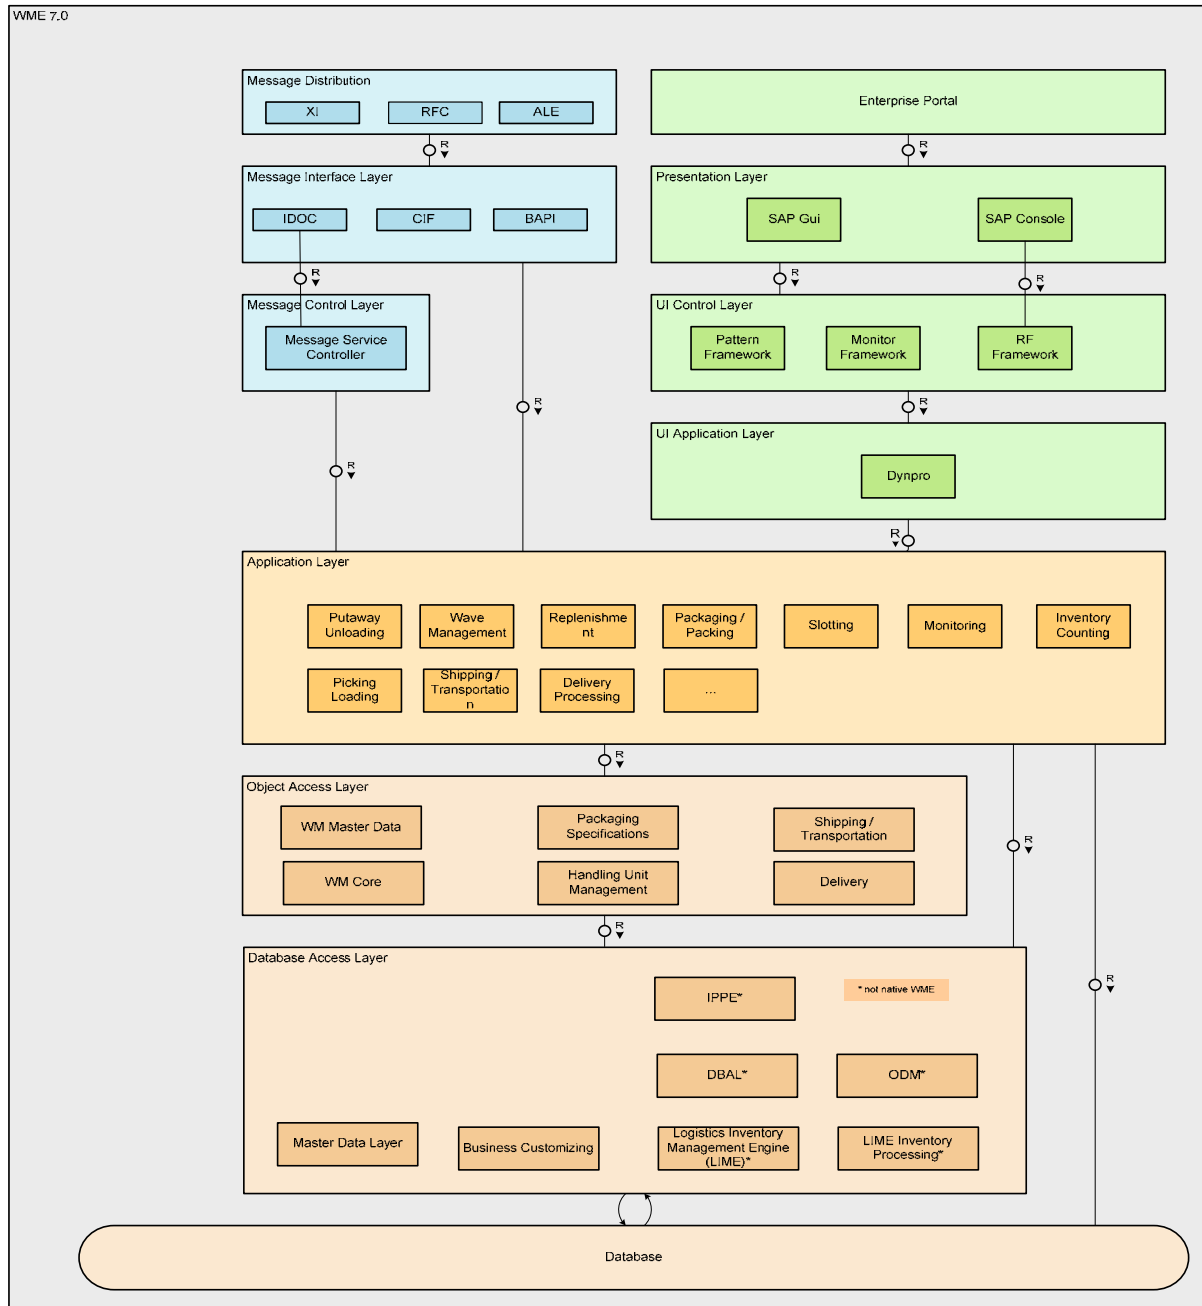 WME 7.0
Message Distribution
XI
RFC
ALE
Enterprise Portal
R
R
Message Interface Layer
IDOC
CIF
BAPI
Presentation Layer
SAP Gui
SAP Console
R
R
R
Message Control Layer
Message Service
Controller
UI Control Layer
Pattern
Framework
Monitor
Framework
RF
Framework
R
R
UI Application Layer
Dynpro
R
R
Application Layer
Putaway
Unloading
Wave
Management
Replenishme
nt
Packaging /
Packing
Slotting
Monitoring
Inventory
Counting
Picking
Loading
Shipping /
Transportatio
n
Delivery
Processing
...
R
Object Access Layer
WM Master Data
Packaging
Specifications
Shipping /
Transportation
WM Core
Handling Unit
Management
Delivery
R
R
Database Access Layer
IPPE*
* not native WME
R
DBAL*
ODM*
Master Data Layer
Business Customizing
Logistics Inventory
Management Engine
(LIME)*
LIME Inventory
Processing*
Database